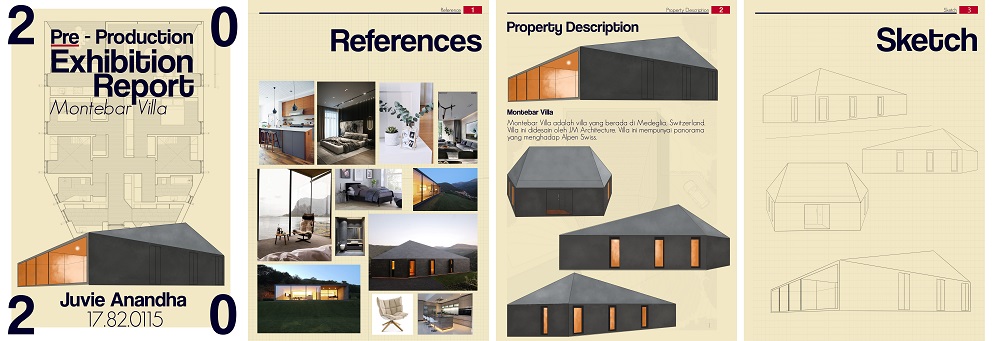 2 0
Pre - Production
Exhibition
Report
Montebar Villa
2 0
Juvie Anandha
17.82.0115
Reference 1
References
Property Description 2
Property Description
Montebar Villa
Montebar Villa adalah villa yang berada di Medeglia, Switzerland.
Villa ini didesain oleh JM Architecture. Villa ini mempunyai panorama
yang menghadap Alpen Swiss.
Sketch 3
Sketch